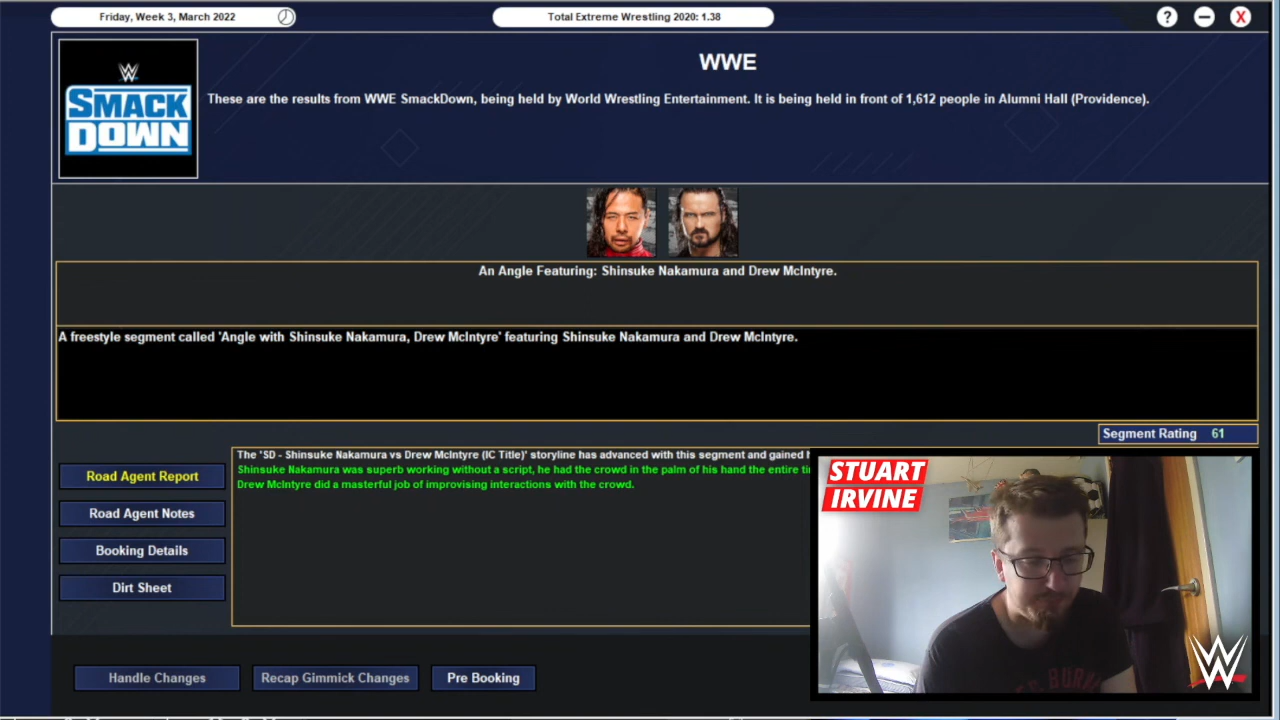 Friday, Week 3, March 2022
Total Extreme Wrestling 2020: 1.38
?
X
WWE
W
SMACK
DOWN
These are the results from WWE SmackDown, being held by World Wrestling Entertainment. It is being held in front of 1,612 people in Alumni Hall (Providence).
An Angle Featuring: Shinsuke Nakamura and Drew McIntyre.
A freestyle segment called 'Angle with Shinsuke Nakamura, Drew McIntyre' featuring Shinsuke Nakamura and Drew McIntyre.
Segment Rating 61
Road Agent Report
Road Agent Notes
Booking Details
Dirt Sheet
The 'SD - Shinsuke Nakamura vs Drew McIntyre (IC Title)' storyline has advanced with this segment and gained
Shinsuke Nakamura was superb working without a script, he had the crowd in the palm of his hand the entire
Drew McIntyre did a masterful job of improvising interactions with the crowd.
STUART
IRVINE
W
Handle Changes
Recap Gimmick Changes
Pre Booking